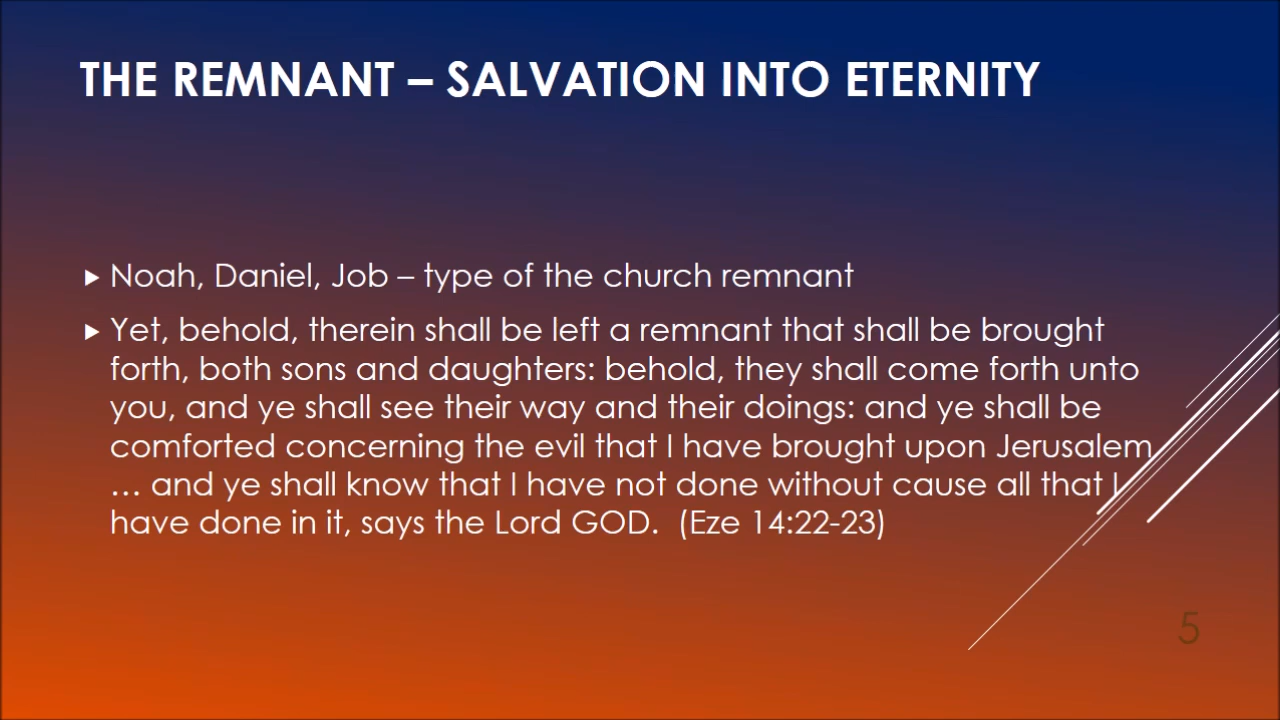 THE REMNANT – SALVATION INTO ETERNITY
Noah, Daniel, Job – type of the church remnant
Yet, behold, therein shall be left a remnant that shall be brought
forth, both sons and daughters: behold, they shall come forth unto
you, and ye shall see their way and their doings: and ye shall be
comforted concerning the evil that I have brought upon Jerusalem
… and ye shall know that I have not done without cause all that I
have done in it, says the Lord GOD.  (Eze 14:22-23)
5